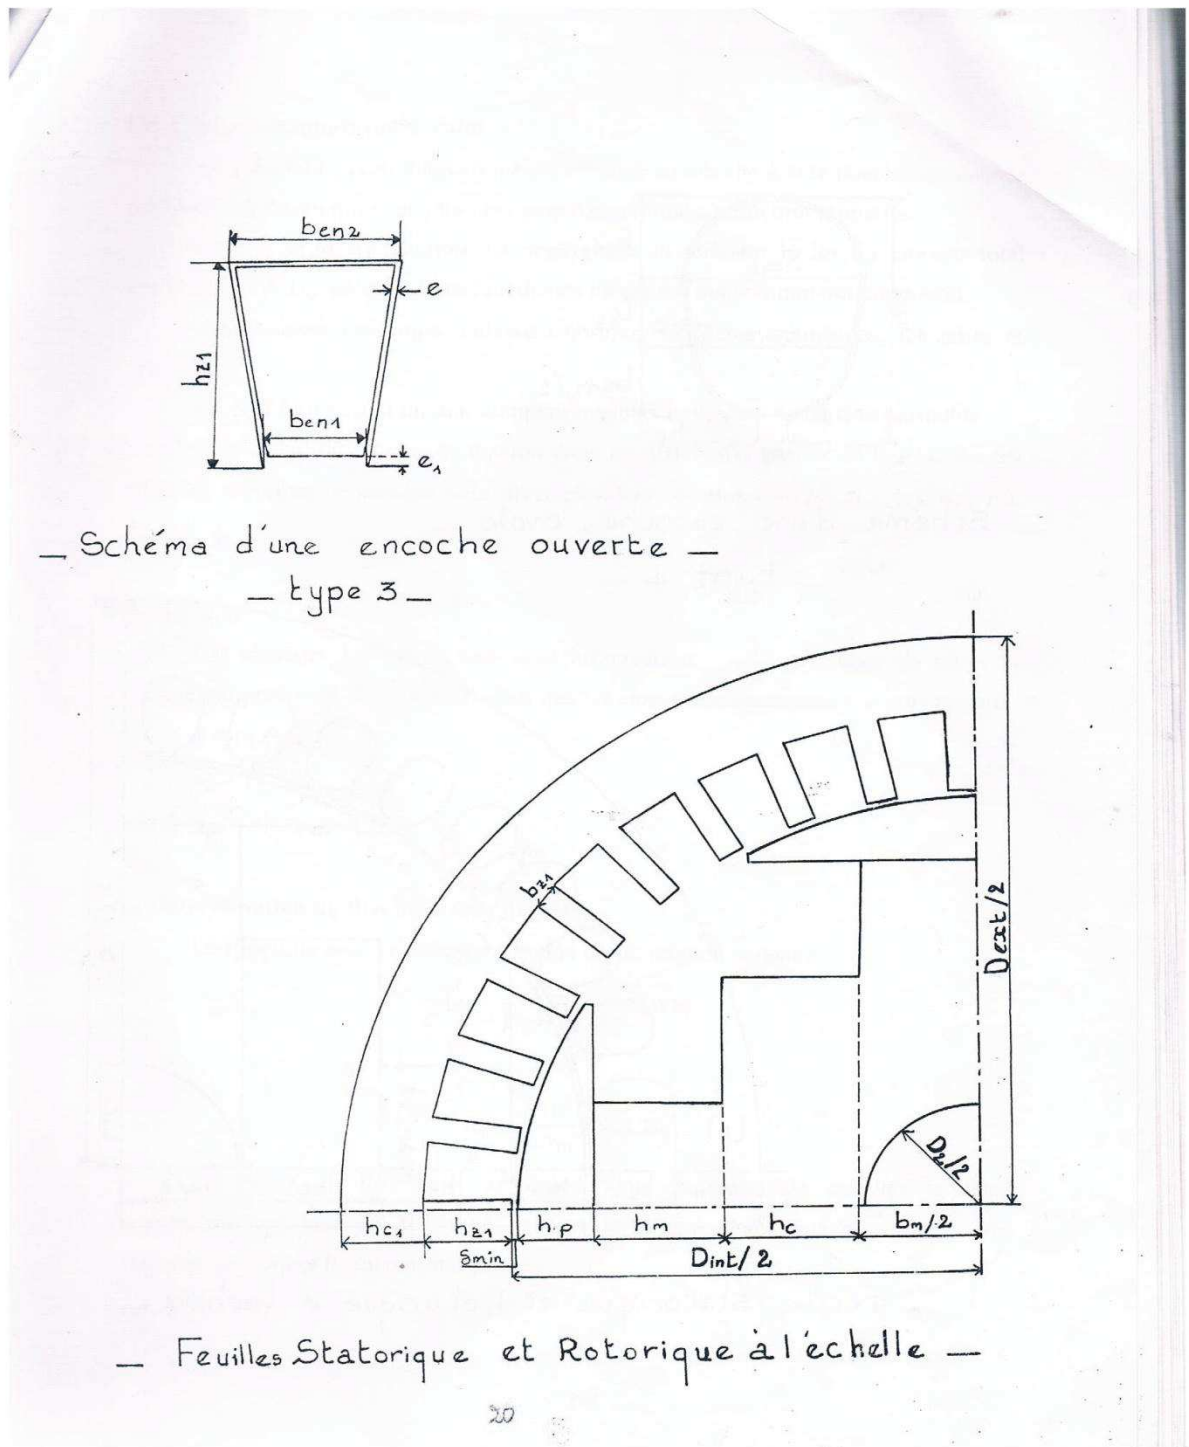 ben2
e
hz1
ben1
e1
_ Schéma d'une encoche ouverte _
_ type 3 _
bz1
Dext/2
D2/2
hc1 hz1 h.p hm hc bm/2
δmin
Dint/2
_ Feuilles Statorique et Rotorique à l'échelle _
20